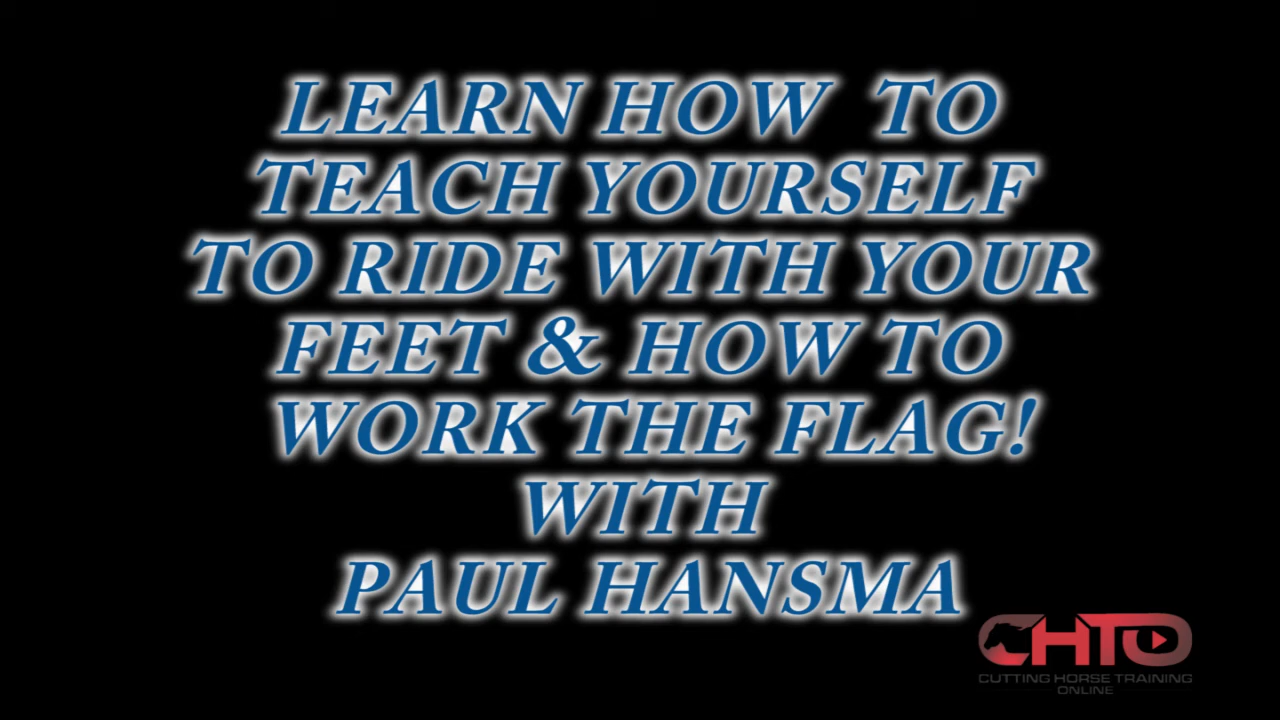 LEARN HOW TO
TEACH YOURSELF
TO RIDE WITH YOUR
FEET & HOW TO
WORK THE FLAG!
WITH
PAUL HANSMA
CHTO
CUTTING HORSE TRAINING
ONLINE